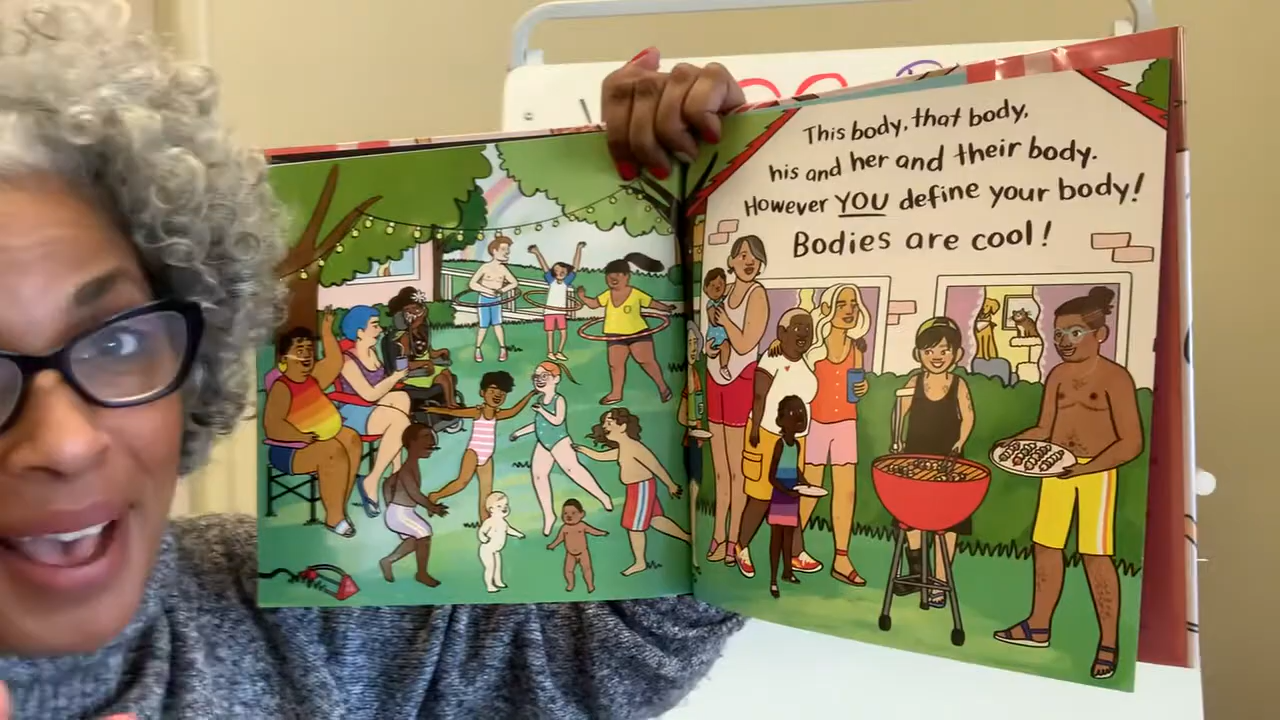 This body, that body,
his and her and their body.
However YOU define your body!
Bodies are cool!